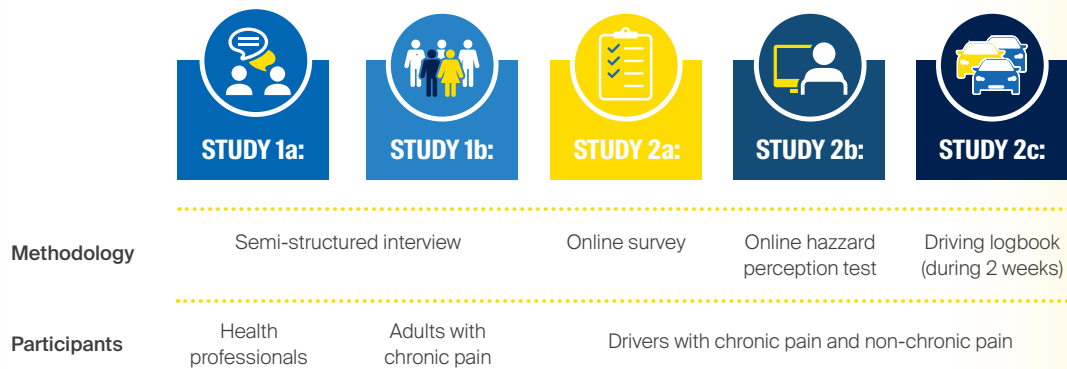 STUDY 1a:
STUDY 1b:
STUDY 2a:
STUDY 2b:
STUDY 2c:
Methodology
Semi-structured interview
Online survey
Online hazzard
perception test
Driving logbook
(during 2 weeks)
Participants
Health
professionals
Adults with
chronic pain
Drivers with chronic pain and non-chronic pain